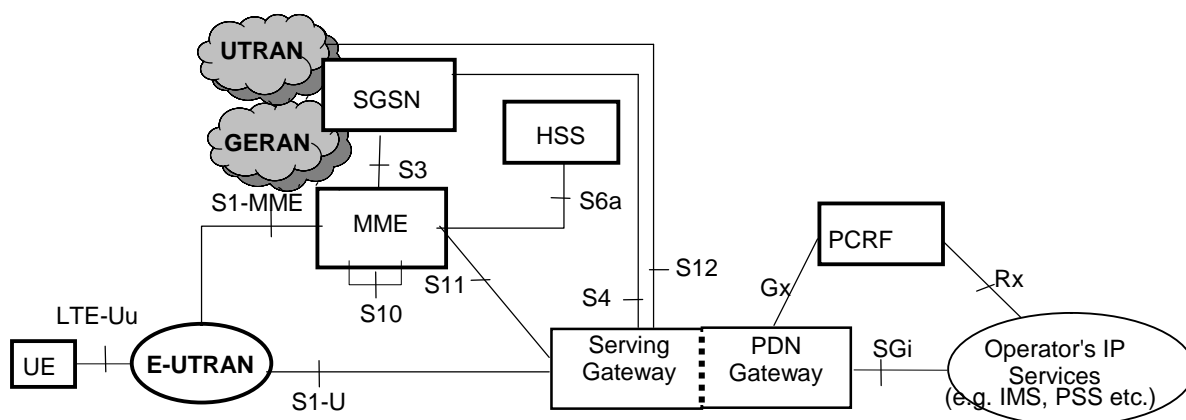 UTRAN
SGSN
GERAN
HSS
S3
S1-MME
S6a
MME
PCRF
S12
S11
Gx
Rx
S10
S4
LTE-Uu
Serving
Gateway
PDN
Gateway
SGi
Operator's IP
Services
(e.g. IMS, PSS etc.)
UE
E-UTRAN
S1-U